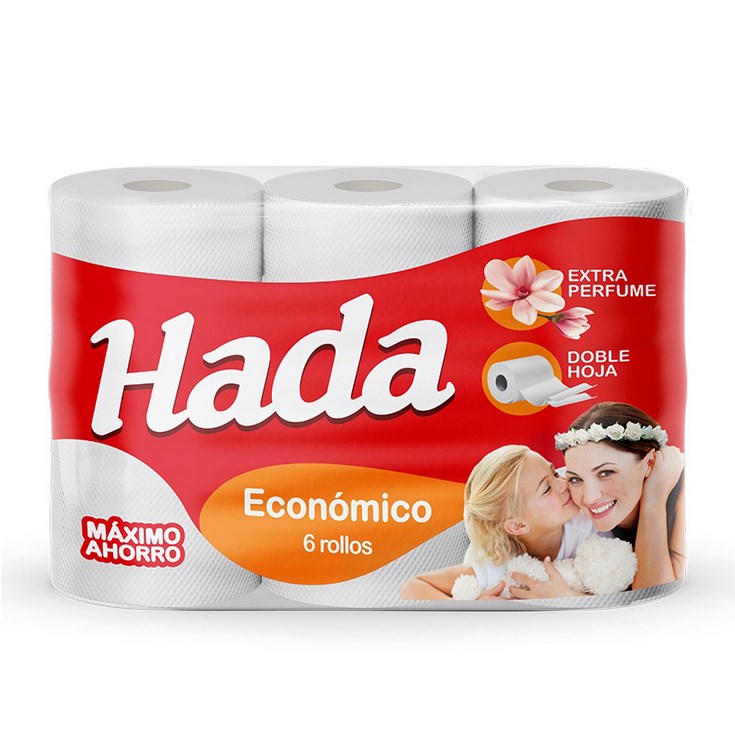 Hada
EXTRA
PERFUME
DOBLE
HOJA
Económico
6 rollos
MÁXIMO
AHORRO